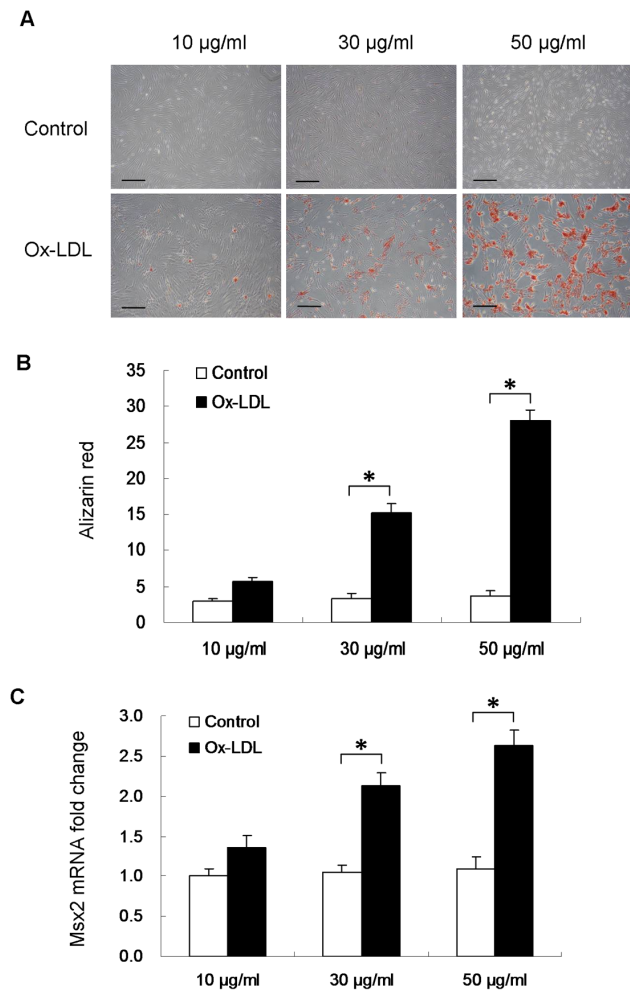 A
10 µg/ml 30 µg/ml 50 µg/ml
Control
Ox-LDL
B
Control
Ox-LDL
Alizarin red
35
30
25
20
15
10
5
0
*
*
10 µg/ml 30 µg/ml 50 µg/ml
C
Control
Ox-LDL
Msx2 mRNA fold change
3.0
2.5
2.0
1.5
1.0
0.5
0.0
*
*
10 µg/ml 30 µg/ml 50 µg/ml